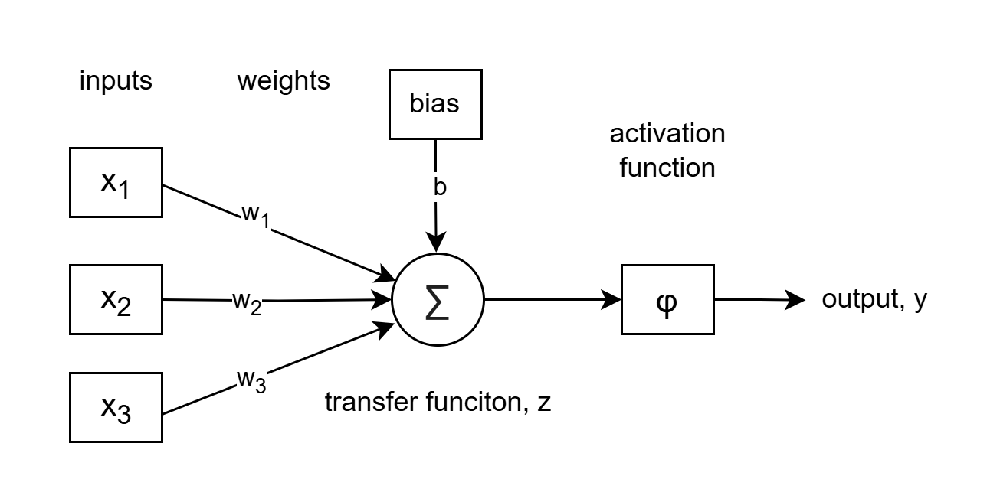 inputs
weights
bias
activation
function
x₁
w₁
b
x₂
w₂
∑
φ
output, y
x₃
w₃
transfer funciton, z